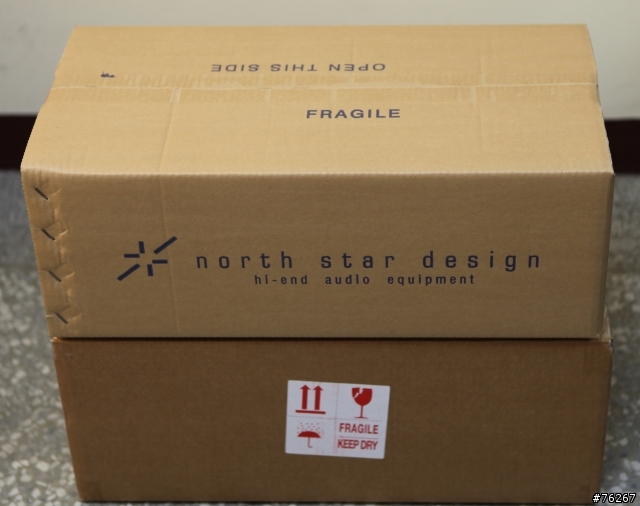 OPEN THIS SIDE
FRAGILE
north star design
hi-end audio equipment
FRAGILE
KEEP DRY
#76267